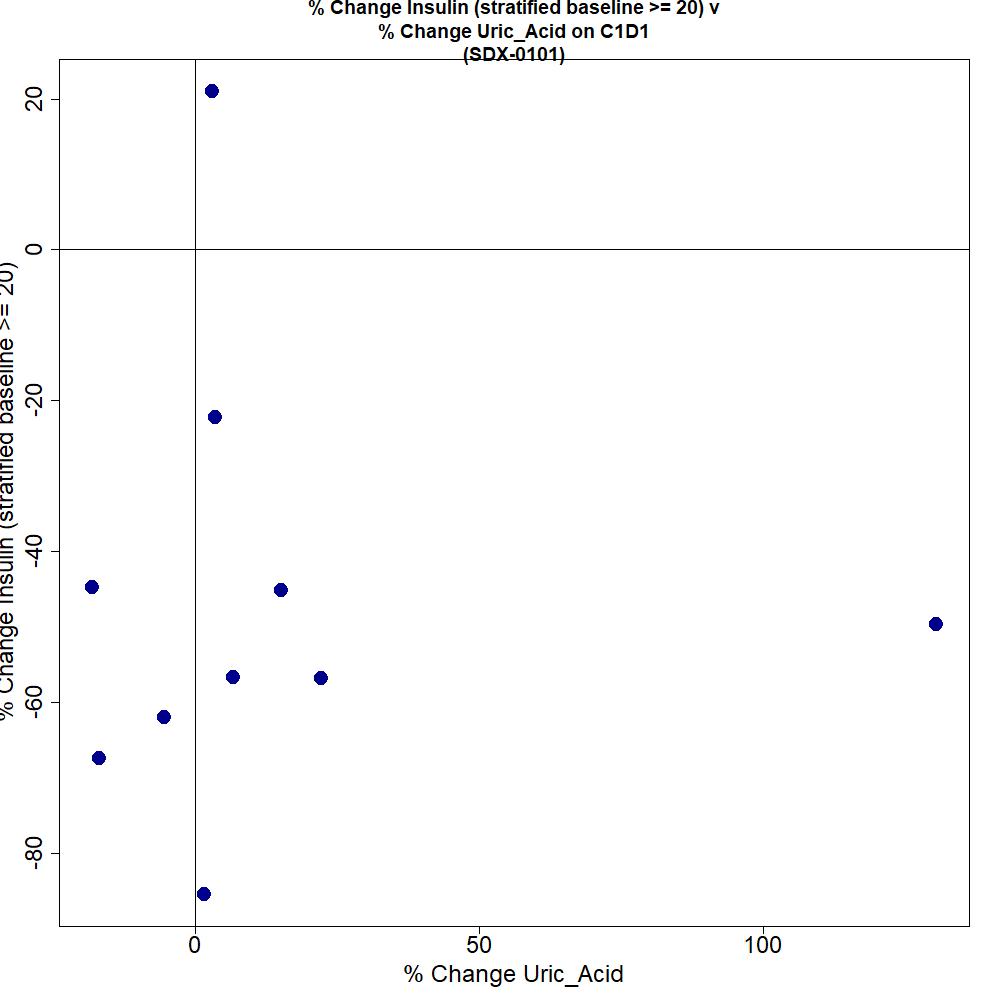 % Change Insulin (stratified baseline >= 20) v
% Change Uric_Acid on C1D1
(SDX-0101)
% Change Insulin (stratified baseline >= 20)
20
0
-20
-40
-60
-80
0 50 100
% Change Uric_Acid